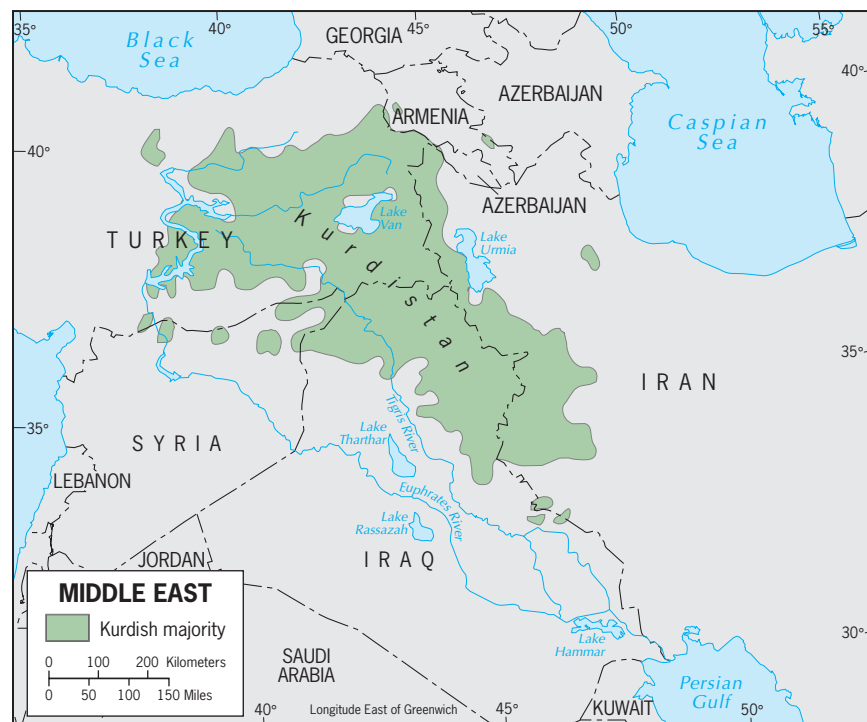 35°
40°
45°
50°
55°
Black
Sea
GEORGIA
40°
ARMENIA
AZERBAIJAN
Caspian
Sea
40°
AZERBAIJAN
Lake
Van
TURKEY
Kurdistan
Lake
Urmia
35°
IRAN
35°
SYRIA
Tigris River
Lake
Tharthar
LEBANON
Euphrates River
Lake
Rassazah
JORDAN
IRAQ
MIDDLE EAST
Kurdish majority
0 100 200 Kilometers
0 50 100 150 Miles
30°
Lake
Hammar
SAUDI
ARABIA
Persian
Gulf
KUWAIT
40°
Longitude East of Greenwich
45°
50°